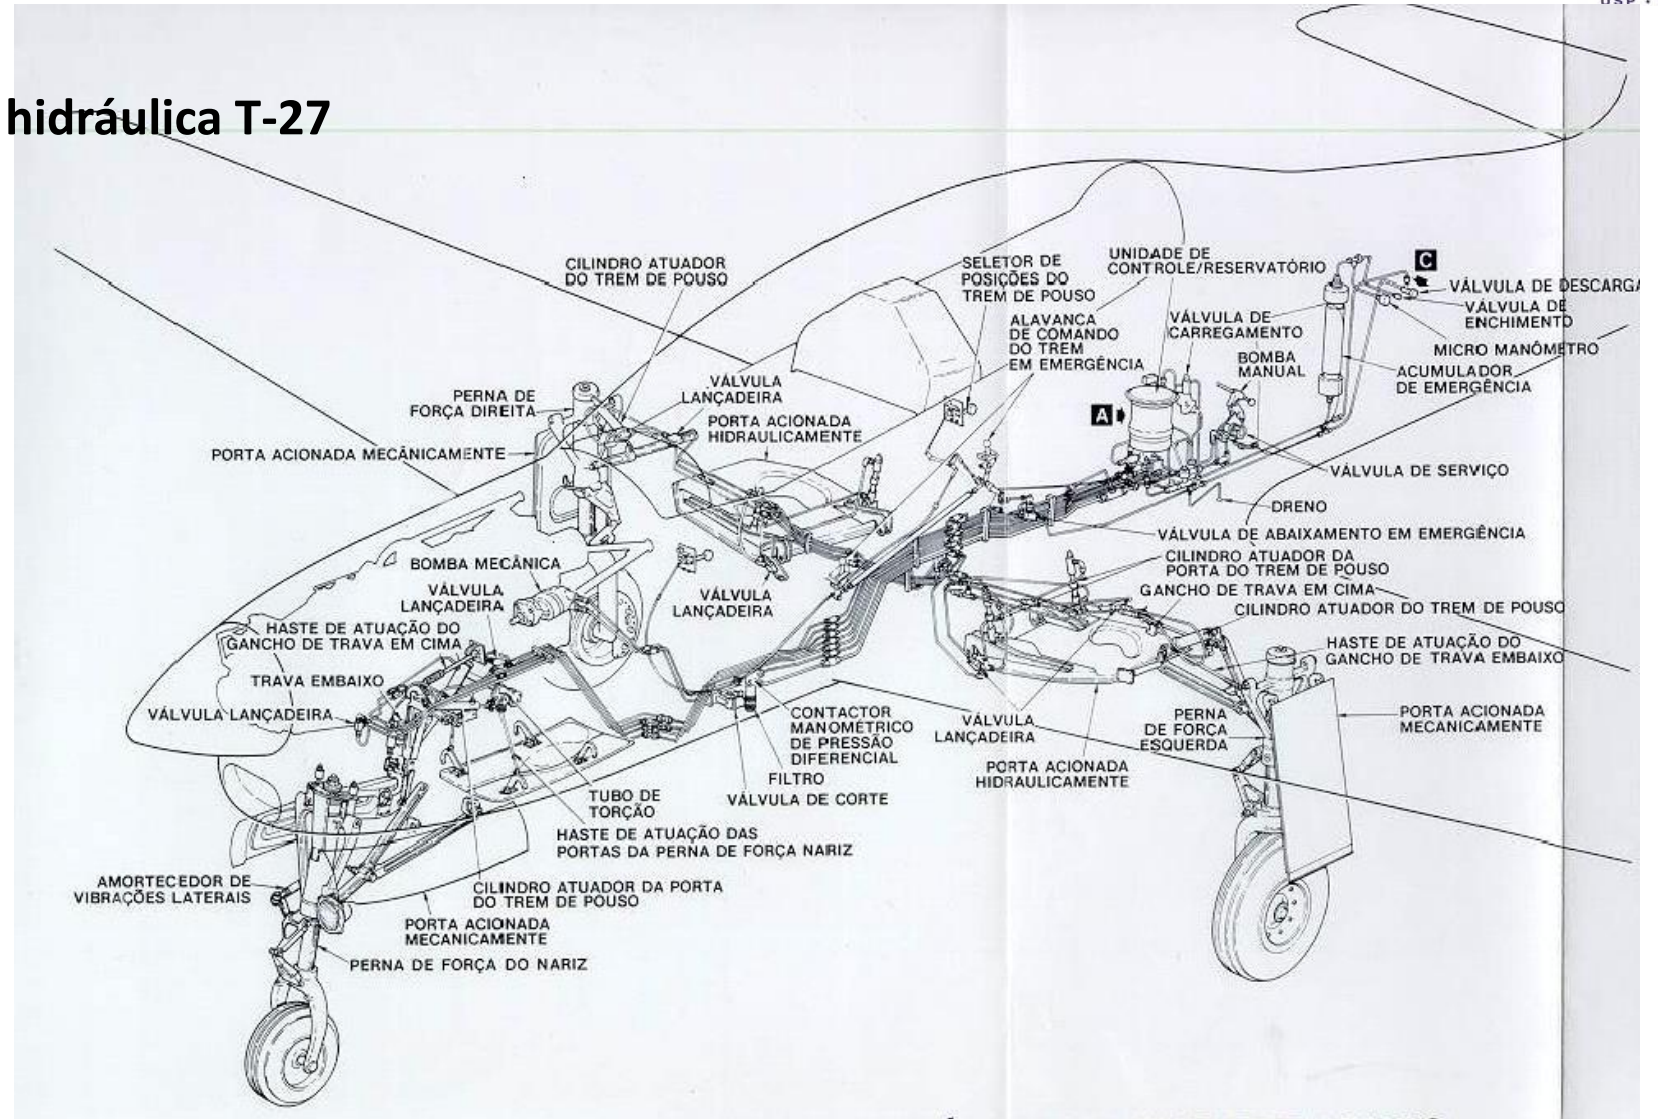 USP
hidráulica T-27
CILINDRO ATUADOR
DO TREM DE POUSO
SELETOR DE
POSIÇÕES DO
TREM DE POUSO
UNIDADE DE
CONTROLE/RESERVATÓRIO
C
VÁLVULA DE DESCARGA
VÁLVULA DE
ENCHIMENTO
MICRO MANÔMETRO
ALAVANCA
DE COMANDO
DO TREM
EM EMERGÊNCIA
VÁLVULA DE
CARREGAMENTO
BOMBA
MANUAL
ACUMULADOR
DE EMERGÊNCIA
PERNA DE
FORÇA DIREITA
VÁLVULA
LANÇADEIRA
PORTA ACIONADA
HIDRAULICAMENTE
A
PORTA ACIONADA MECÂNICAMENTE
VÁLVULA DE SERVIÇO
DRENO
VÁLVULA DE ABAIXAMENTO EM EMERGÊNCIA
BOMBA MECÂNICA
CILINDRO ATUADOR DA
PORTA DO TREM DE POUSO
VÁLVULA
LANÇADEIRA
VÁLVULA
LANÇADEIRA
GANCHO DE TRAVA EM CIMA
CILINDRO ATUADOR DO TREM DE POUSO
HASTE DE ATUAÇÃO DO
GANCHO DE TRAVA EM CIMA
HASTE DE ATUAÇÃO DO
GANCHO DE TRAVA EMBAIXO
TRAVA EMBAIXO
VÁLVULA LANÇADEIRA
CONTACTOR
MANOMÉTRICO
DE PRESSÃO
DIFERENCIAL
VÁLVULA
LANÇADEIRA
PERNA
DE FORÇA
ESQUERDA
PORTA ACIONADA
MECANICAMENTE
PORTA ACIONADA
HIDRAULICAMENTE
FILTRO
VÁLVULA DE CORTE
TUBO DE
TORÇÃO
HASTE DE ATUAÇÃO DAS
PORTAS DA PERNA DE FORÇA NARIZ
AMORTECEDOR DE
VIBRAÇÕES LATERAIS
CILINDRO ATUADOR DA PORTA
DO TREM DE POUSO
PORTA ACIONADA
MECANICAMENTE
PERNA DE FORÇA DO NARIZ